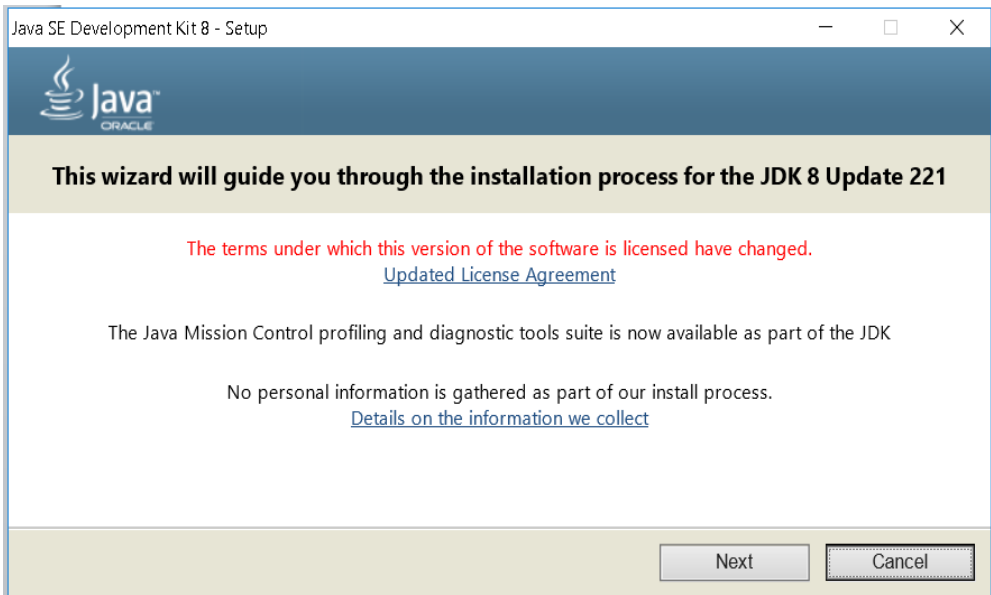 Java SE Development Kit 8 - Setup
Java™
ORACLE
This wizard will guide you through the installation process for the JDK 8 Update 221
The terms under which this version of the software is licensed have changed.
Updated License Agreement
The Java Mission Control profiling and diagnostic tools suite is now available as part of the JDK
No personal information is gathered as part of our install process.
Details on the information we collect
Next Cancel